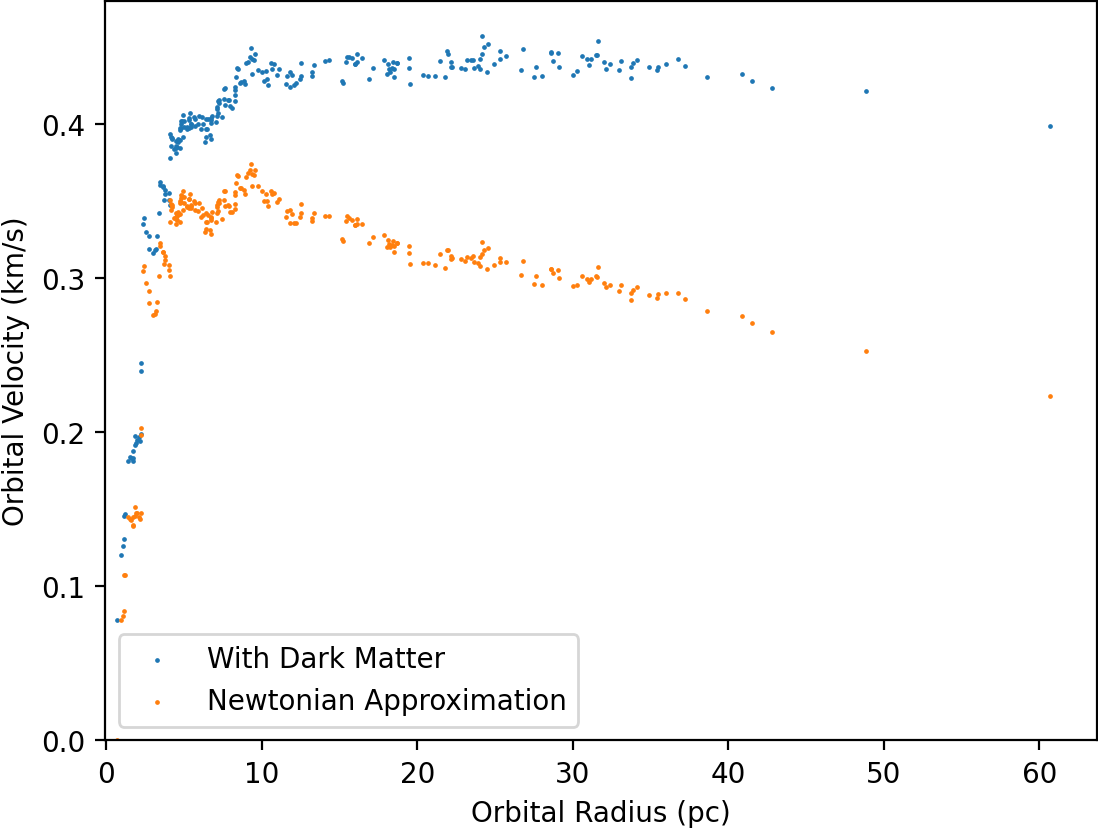 Orbital Velocity (km/s)
0.4
0.3
0.2
0.1
0.0
With Dark Matter
Newtonian Approximation
0 10 20 30 40 50 60
Orbital Radius (pc)